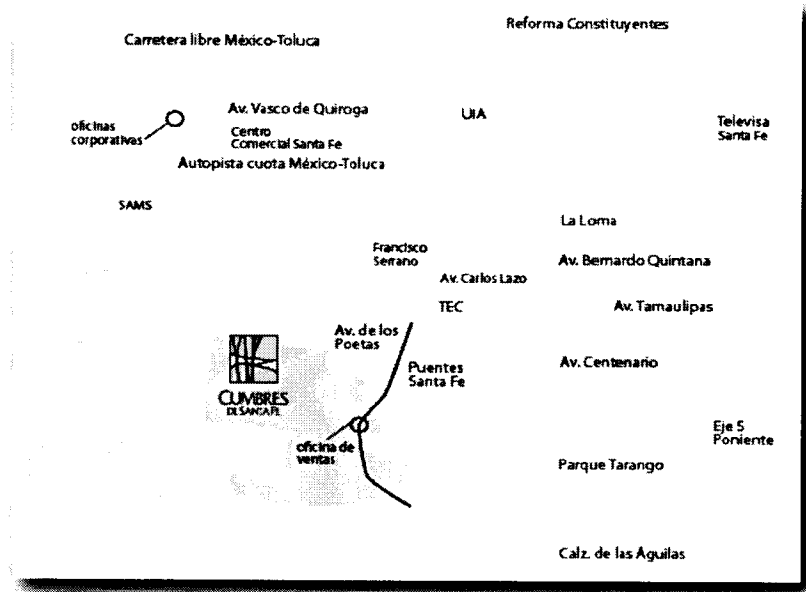 Reforma Constituyentes
Carretera libre México-Toluca
Av. Vasco de Quiroga
UIA
oficinas
corporativas
Centro
Comercial Santa Fe
Televisa
Santa Fe
Autopista cuota México-Toluca
SAMS
La Loma
Francisco
Serrano
Av. Bernardo Quintana
Av. Carlos Lazo
TEC
Av. Tamaulipas
Av. de los
Poetas
Puentes
Santa Fe
Av. Centenario
CUMBRES
DE SANTA FE
Eje 5
Poniente
oficina de
ventas
Parque Tarango
Calz. de las Águilas